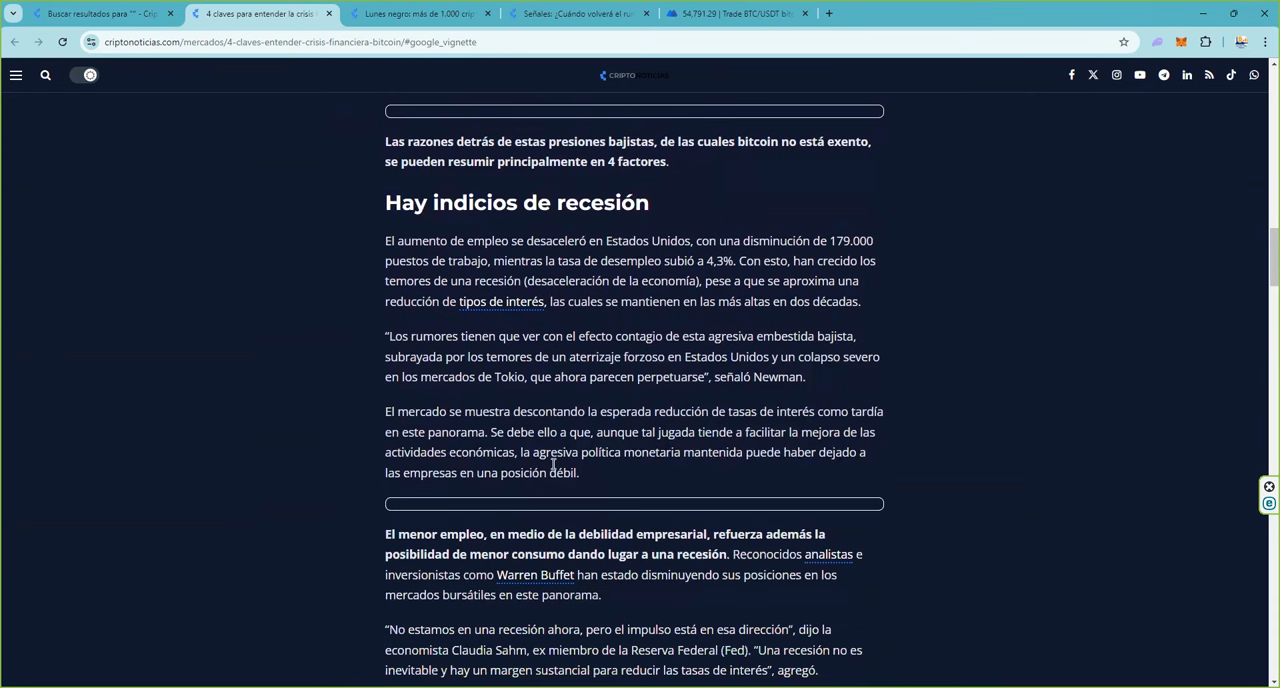 Buscar resultados para "" - Crip
4 claves para entender la crisis
Lunes negro: más de 1.000 crip
Señales: ¿Cuándo volverá el ru
54,791.29 | Trade BTC/USDT bit
criptonoticias.com/mercados/4-claves-entender-crisis-financiera-bitcoin/#google_vignette
CRIPTONOTICIAS
Las razones detrás de estas presiones bajistas, de las cuales bitcoin no está exento,
se pueden resumir principalmente en 4 factores.
Hay indicios de recesión
El aumento de empleo se desaceleró en Estados Unidos, con una disminución de 179.000
puestos de trabajo, mientras la tasa de desempleo subió a 4,3%. Con esto, han crecido los
temores de una recesión (desaceleración de la economía), pese a que se aproxima una
reducción de tipos de interés, las cuales se mantienen en las más altas en dos décadas.
“Los rumores tienen que ver con el efecto contagio de esta agresiva embestida bajista,
subrayada por los temores de un aterrizaje forzoso en Estados Unidos y un colapso severo
en los mercados de Tokio, que ahora parecen perpetuarse”, señaló Newman.
El mercado se muestra descontando la esperada reducción de tasas de interés como tardía
en este panorama. Se debe ello a que, aunque tal jugada tiende a facilitar la mejora de las
actividades económicas, la agresiva política monetaria mantenida puede haber dejado a
las empresas en una posición débil.
El menor empleo, en medio de la debilidad empresarial, refuerza además la
posibilidad de menor consumo dando lugar a una recesión. Reconocidos analistas e
inversionistas como Warren Buffet han estado disminuyendo sus posiciones en los
mercados bursátiles en este panorama.
“No estamos en una recesión ahora, pero el impulso está en esa dirección”, dijo la
economista Claudia Sahm, ex miembro de la Reserva Federal (Fed). “Una recesión no es
inevitable y hay un margen sustancial para reducir las tasas de interés”, agregó.